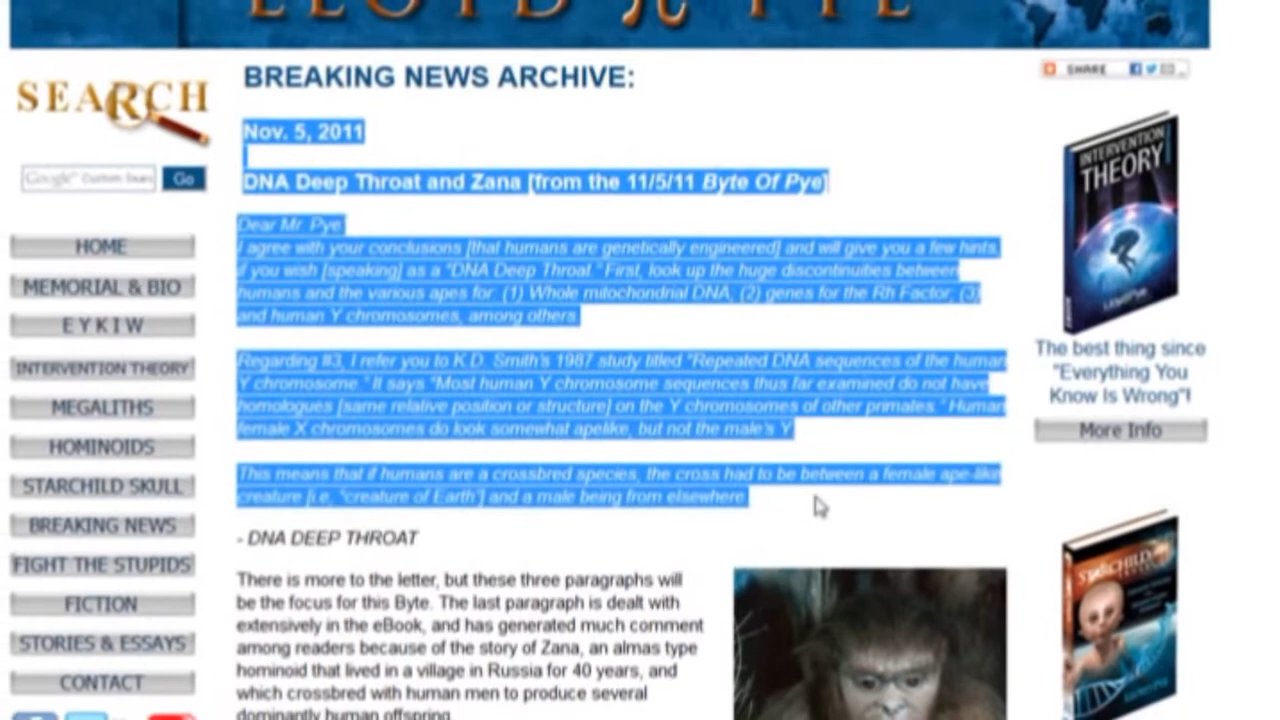 LLOYD PYE
BREAKING NEWS ARCHIVE:
SHARE
SEARCH
Google Custom Sear
Go
HOME
MEMORIAL & BIO
E Y K I W
INTERVENTION THEORY
MEGALITHS
HOMINOIDS
STARCHILD SKULL
BREAKING NEWS
FIGHT THE STUPIDS
FICTION
STORIES & ESSAYS
CONTACT
Nov. 5, 2011
DNA Deep Throat and Zana [from the 11/5/11 Byte Of Pye]
Dear Mr. Pye
I agree with your conclusions [that humans are genetically engineered] and will give you a few hints,
if you wish [speaking] as a "DNA Deep Throat." First, look up the huge discontinuities between
humans and the various apes for: (1) Whole mitochondrial DNA, (2) genes for the Rh Factor, (3)
and human Y chromosomes, among others.
Regarding #3, I refer you to K.D. Smith's 1987 study titled "Repeated DNA sequences of the human
Y chromosome." It says "Most human Y chromosome sequences thus far examined do not have
homologues [same relative position or structure] on the Y chromosomes of other primates." Human
female X chromosomes do look somewhat apelike, but not the male's Y.
This means that if humans are a crossbred species, the cross had to be between a female ape-like
creature [i.e. "creature of Earth"] and a male being from elsewhere.
- DNA DEEP THROAT
There is more to the letter, but these three paragraphs will
be the focus for this Byte. The last paragraph is dealt with
extensively in the eBook, and has generated much comment
among readers because of the story of Zana, an almas type
hominoid that lived in a village in Russia for 40 years, and
which crossbred with human men to produce several
dominantly human offspring.
INTERVENTION
THEORY
The best thing since
"Everything You
Know Is Wrong"!
More Info
STARCHILD